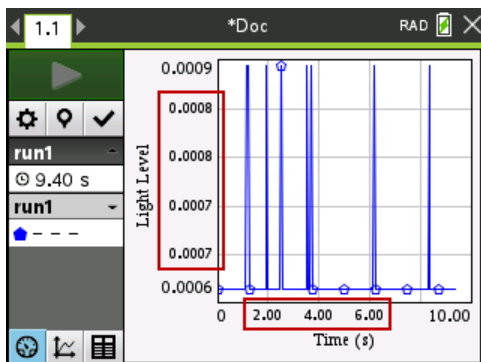 1.1
*Doc
RAD
run1
9.40 s
run1
- - -
Light Level
0.0009
0.0008
0.0008
0.0007
0.0007
0.0006
0
2.00
4.00
6.00
10.00
Time (s)